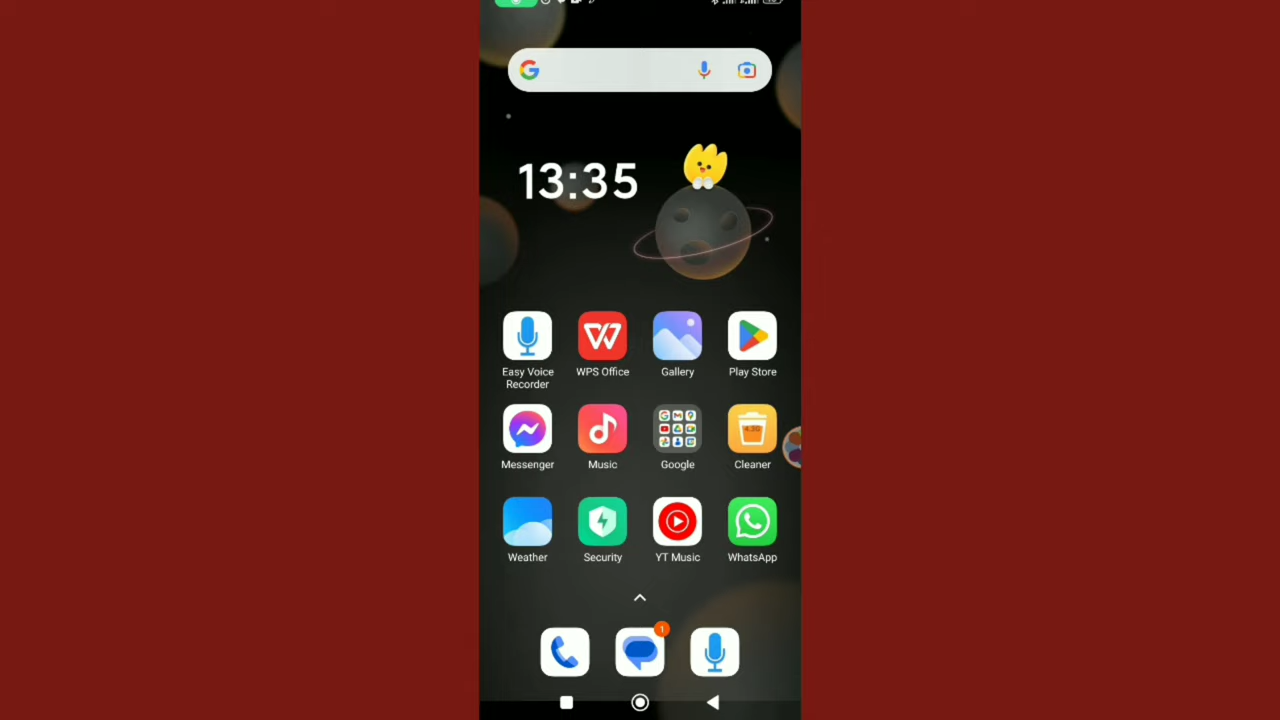 13:35
Easy Voice
Recorder
WPS Office
Gallery
Play Store
Messenger
Music
Google
Cleaner
Weather
Security
YT Music
WhatsApp
1